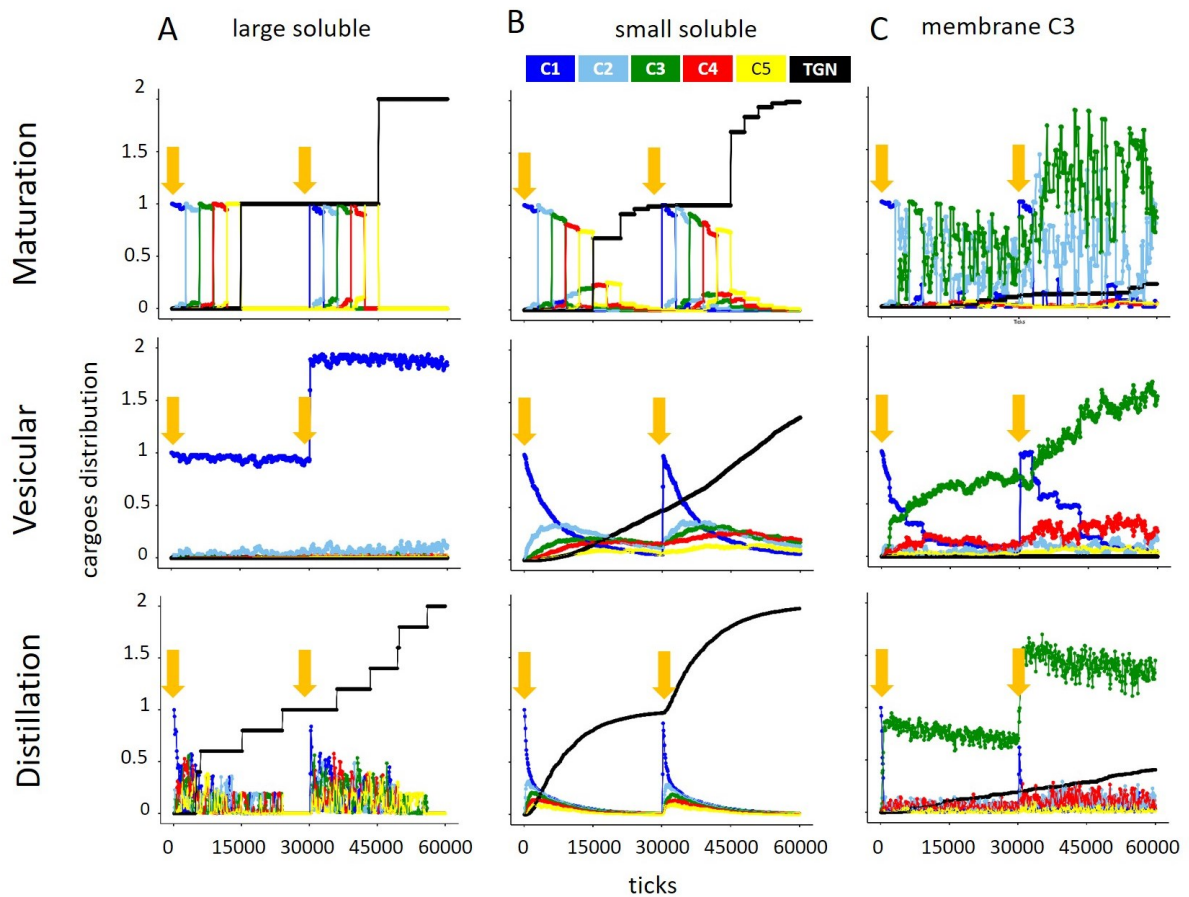 A large soluble
B small soluble
C membrane C3
C1 C2 C3 C4 C5 TGN
Maturation
2
1.5
1
0.5
0
Vesicular
cargoes distribution
2
1.5
1
0.5
0
Distillation
2
1.5
1
0.5
0
0 15000 30000 45000 60000
0 15000 30000 45000 60000
0 15000 30000 45000 60000
ticks